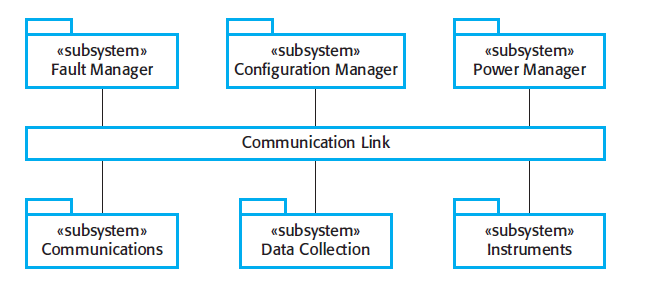 «subsystem»
Fault Manager
«subsystem»
Configuration Manager
«subsystem»
Power Manager
Communication Link
«subsystem»
Communications
«subsystem»
Data Collection
«subsystem»
Instruments